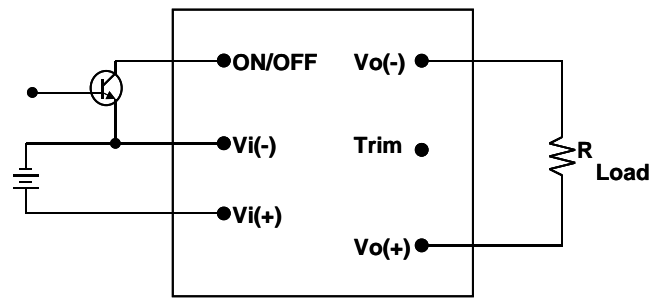 ON/OFF
Vo(-)
Vi(-)
Trim
R
Load
Vi(+)
Vo(+)